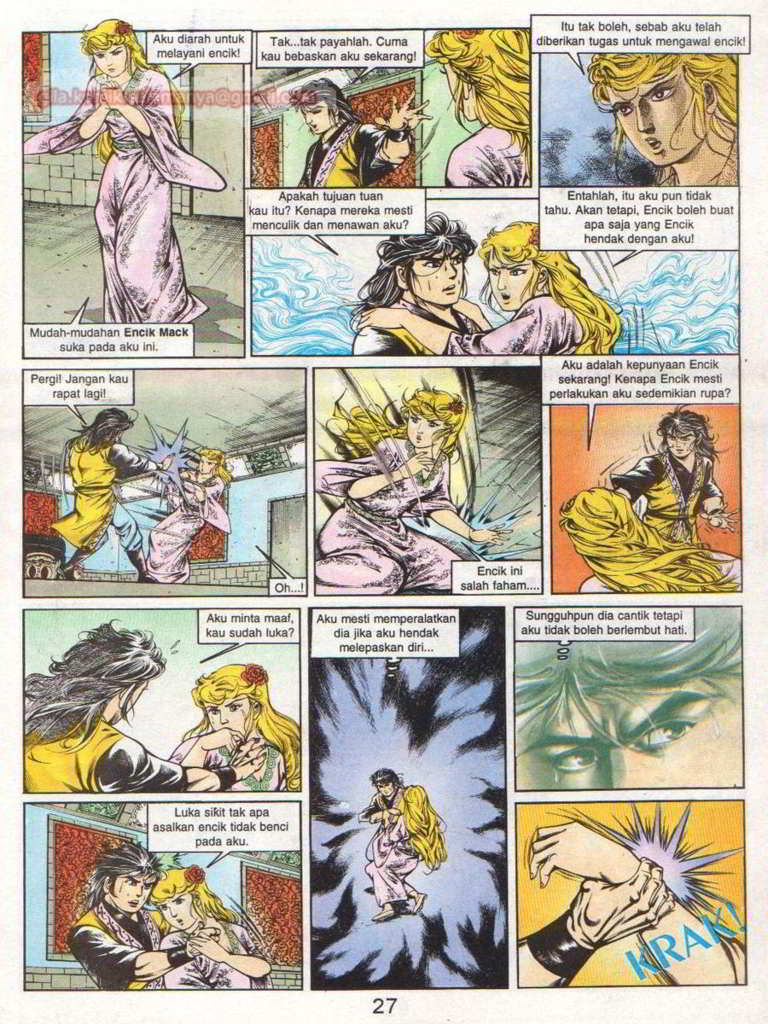 Aku diarah untuk
melayani encik!
Mudah-mudahan Encik Mack
suka pada aku ini.
Tak...tak payahlah. Cuma
kau bebaskan aku sekarang!
Itu tak boleh, sebab aku telah
diberikan tugas untuk mengawal encik!
Apakah tujuan tuan
kau itu? Kenapa mereka mesti
menculik dan menawan aku?
Entahlah, itu aku pun tidak
tahu. Akan tetapi, Encik boleh buat
apa saja yang Encik
hendak dengan aku!
Pergi! Jangan kau
rapat lagi!
Oh...!
Encik ini
salah faham....
Aku adalah kepunyaan Encik
sekarang! Kenapa Encik mesti
perlakukan aku sedemikian rupa?
Aku minta maaf,
kau sudah luka?
Luka sikit tak apa
asalkan encik tidak benci
pada aku.
Aku mesti memperalatkan
dia jika aku hendak
melepaskan diri...
Sungguhpun dia cantik tetapi
aku tidak boleh berlembut hati.
KRAK!
27